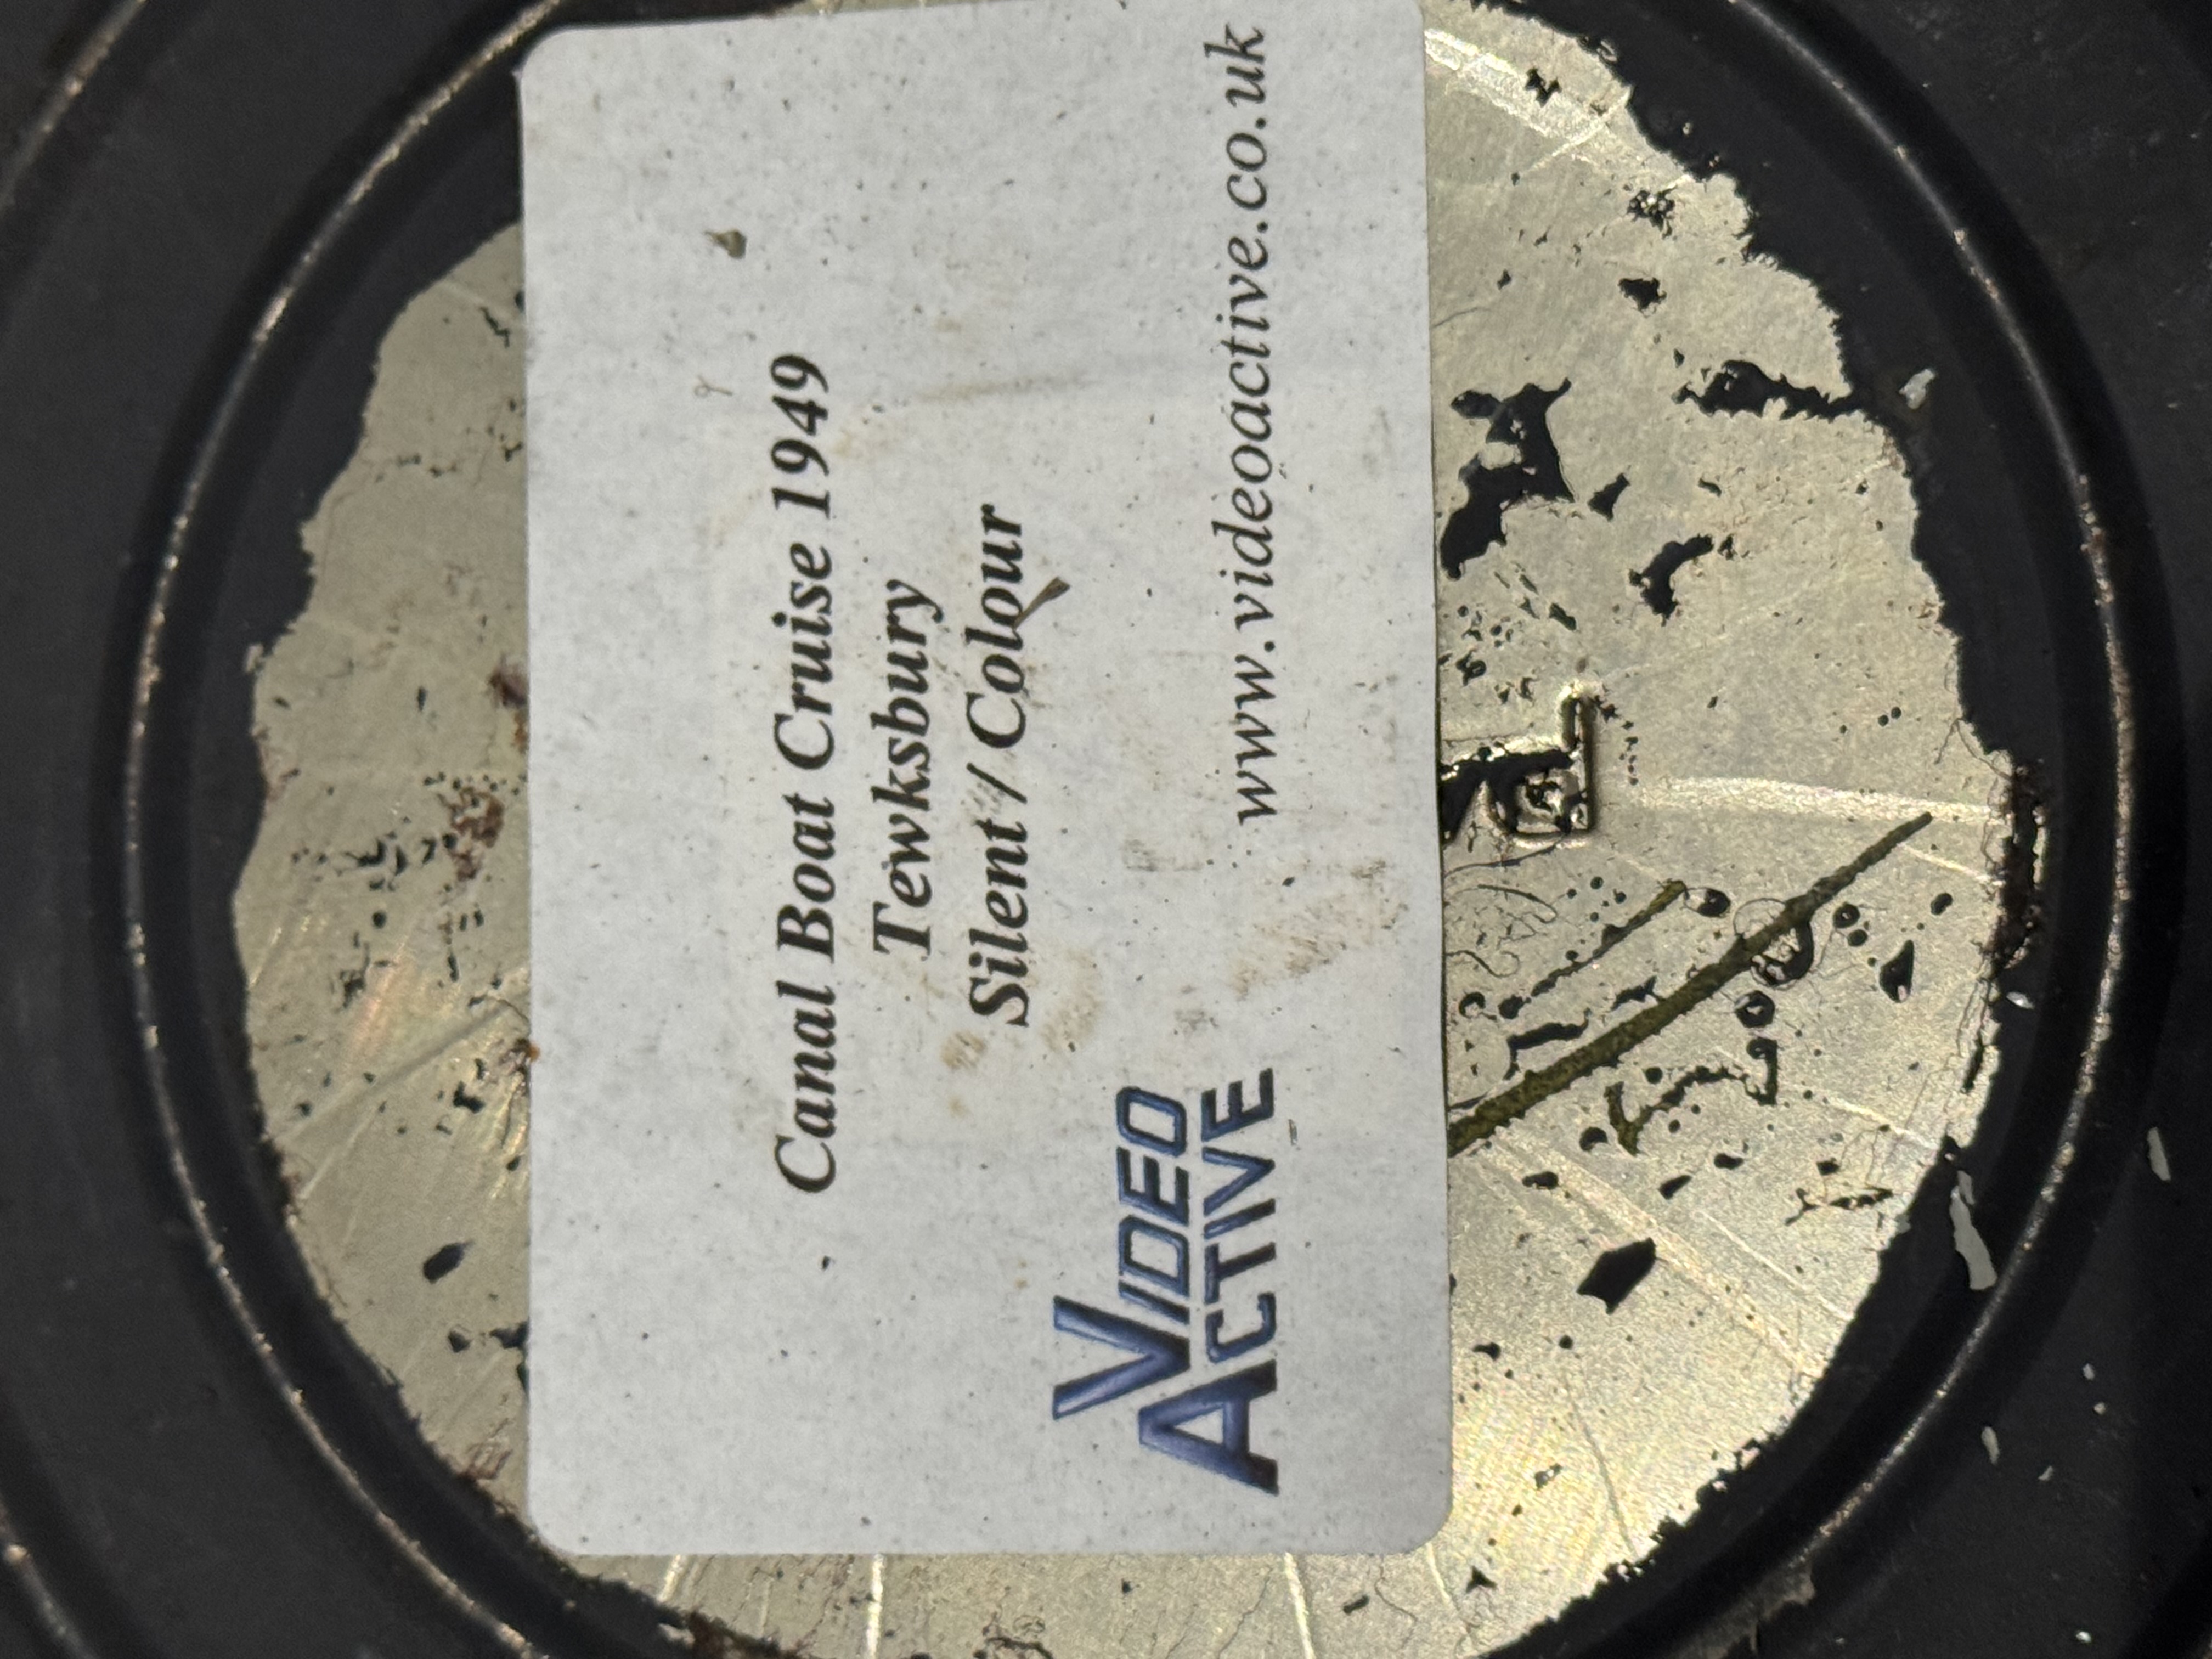 Canal Boat Cruise 1949
Tewksbury
Silent / Colour
VIDEO
ACTIVE
www.videoactive.co.uk